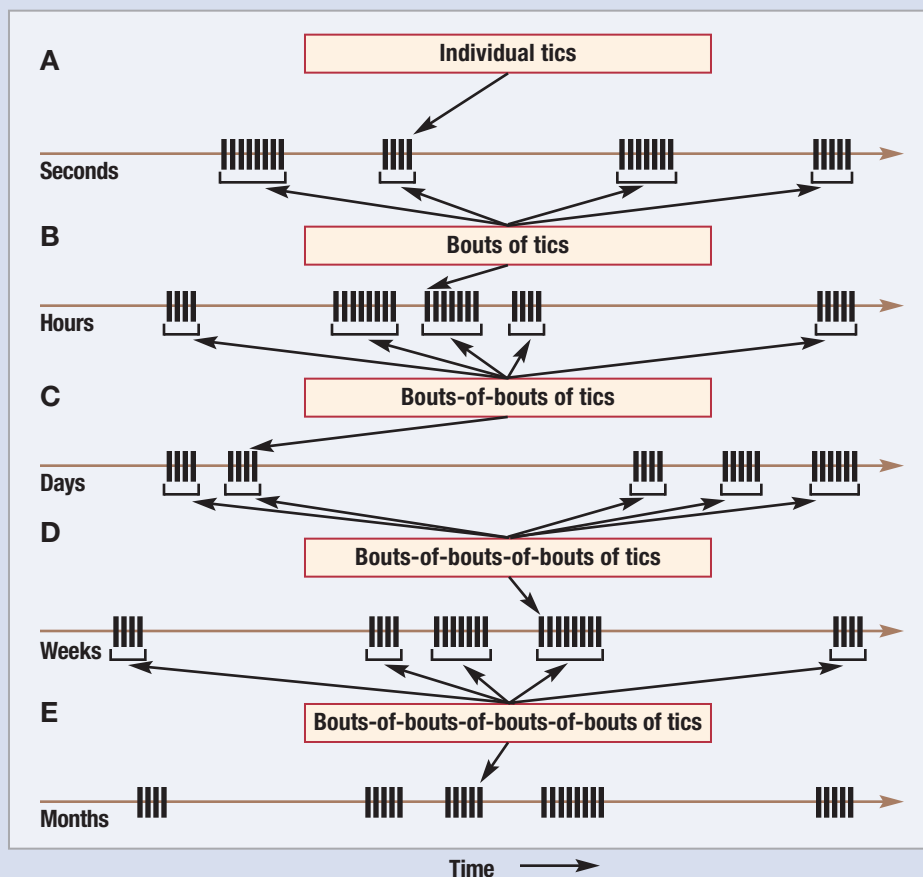 A
Individual tics
Seconds
B
Bouts of tics
Hours
C
Bouts-of-bouts of tics
Days
D
Bouts-of-bouts-of-bouts of tics
Weeks
E
Bouts-of-bouts-of-bouts-of-bouts of tics
Months
Time